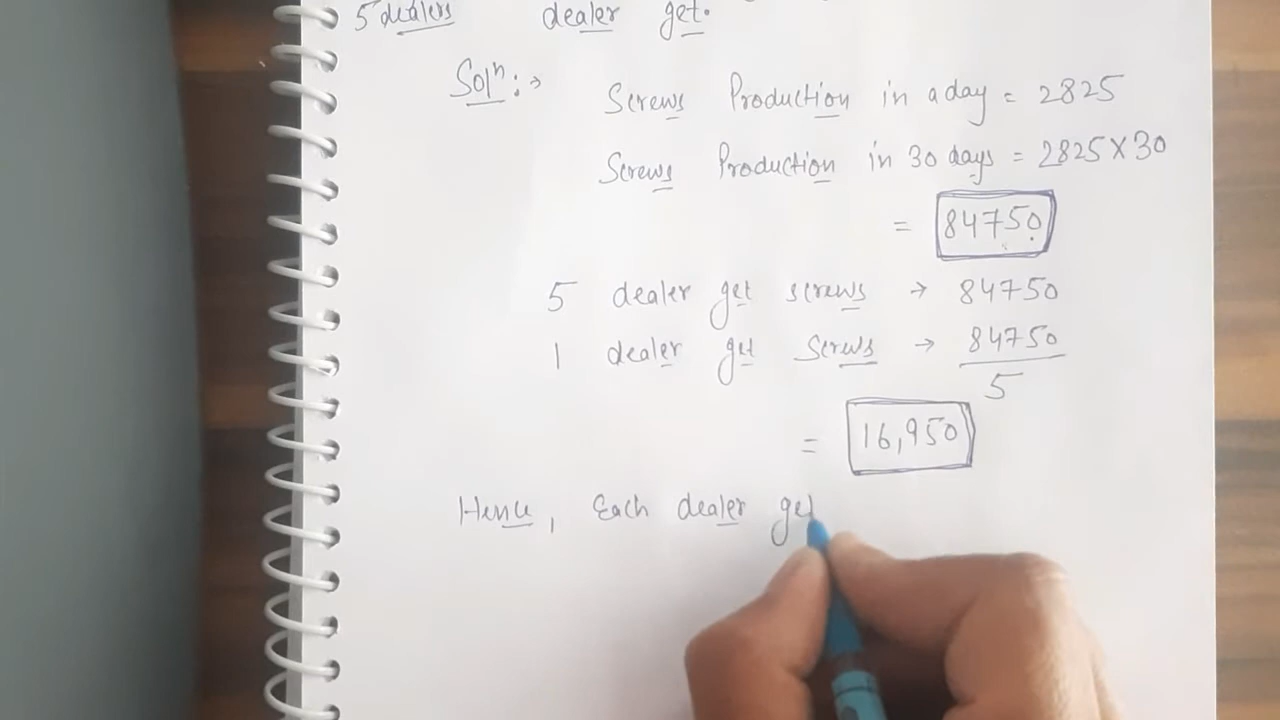 5 dealers dealer get.
Solⁿ :→
Screws Production in a day = 2825
Screws Production in 30 days = 2825 X 30
= 84750
5 dealer get screws → 84750
1 dealer get Screws → 84750
5
= 16,950
Hence, Each dealer get